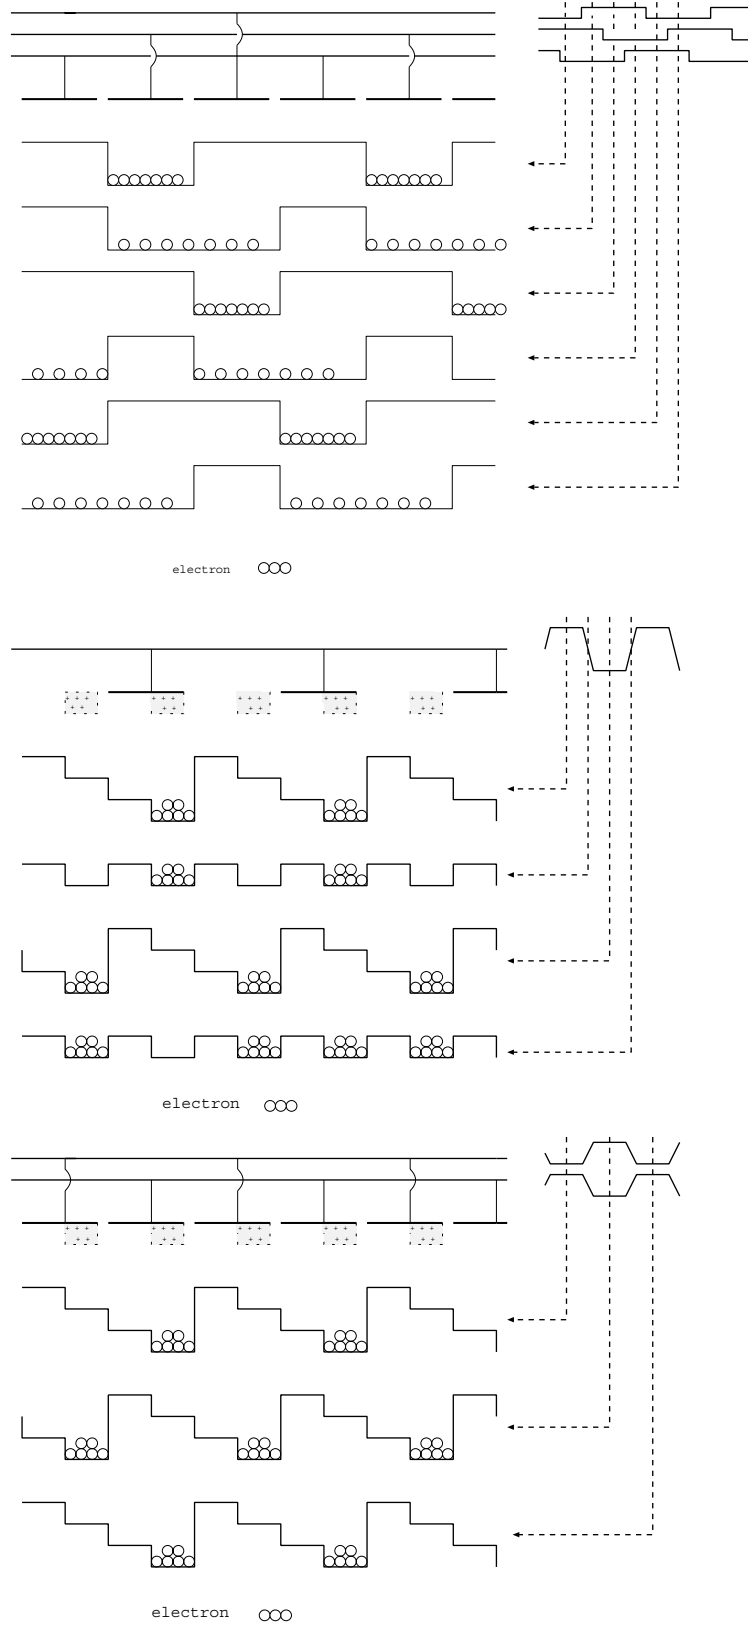 electron
+ + +
+ +
+ + +
+ +
+ + +
+ +
+ + +
+ +
+ + +
+ +
electron
+ + +
+ +
+ + +
+ +
+ + +
+ +
+ + +
+ +
+ + +
+ +
electron